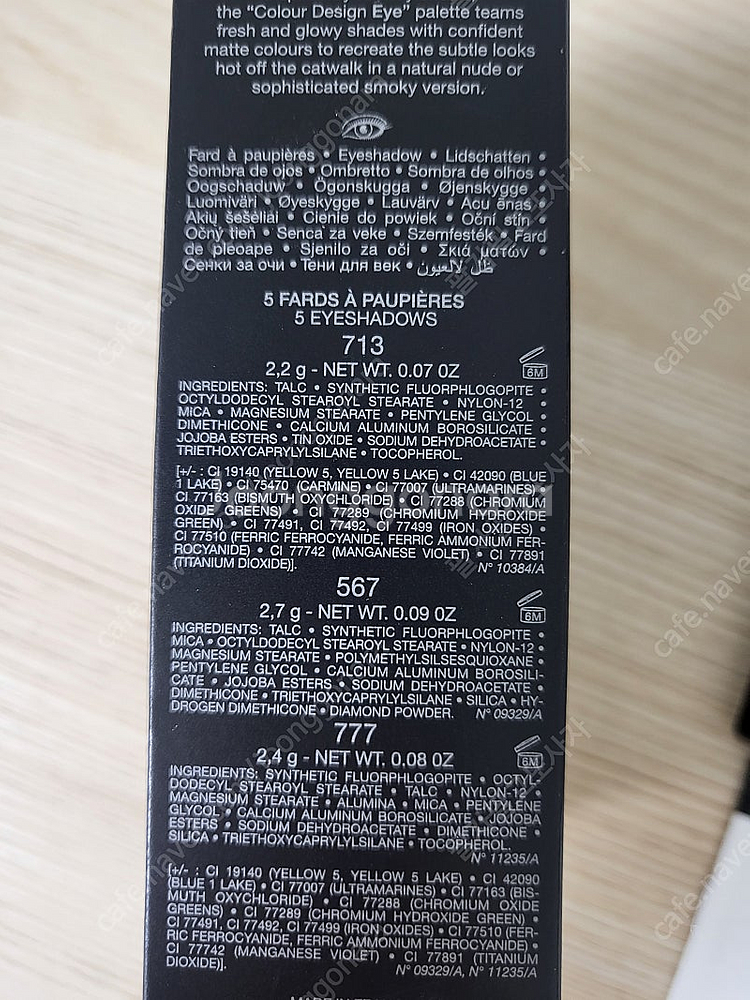 the “Colour Design Eye” palette teams
fresh and glowy shades with confident
matte colours to recreate the subtle looks
hot off the catwalk in a natural nude or
sophisticated smoky version.
Fard à paupières • Eyeshadow • Lidschatten •
Sombra de ojos • Ombretto • Sombra de olhos •
Oogschaduw • Ögonskugga • Øjenskygge •
Luomiväri • Øyeskygge • Lauvärv • Acu ēnas •
Akių šešėliai • Cienie do powiek • Oční stín •
Očný tieň • Senca za veke • Szemfesték • Fard
de pleoape • Sjenilo za oči • Σκιά ματιών •
Сенки за очи • Тени для век • ظل لالعيون
5 FARDS À PAUPIÈRES
5 EYESHADOWS
713
2,2 g - NET WT. 0.07 OZ
6M
INGREDIENTS: TALC • SYNTHETIC FLUORPHLOGOPITE •
OCTYLDODECYL STEAROYL STEARATE • NYLON-12 •
MICA • MAGNESIUM STEARATE • PENTYLENE GLYCOL •
DIMETHICONE • CALCIUM ALUMINUM BOROSILICATE •
JOJOBA ESTERS • TIN OXIDE • SODIUM DEHYDROACETATE •
TRIETHOXYCAPRYLYLSILANE • TOCOPHEROL.
[+/- : CI 19140 (YELLOW 5, YELLOW 5 LAKE) • CI 42090 (BLUE
1 LAKE) • CI 75470 (CARMINE) • CI 77007 (ULTRAMARINES) •
CI 77163 (BISMUTH OXYCHLORIDE) • CI 77288 (CHROMIUM
OXIDE GREENS) • CI 77289 (CHROMIUM HYDROXIDE
GREEN) • CI 77491, CI 77492, CI 77499 (IRON OXIDES) •
CI 77510 (FERRIC FERROCYANIDE, FERRIC AMMONIUM FER-
ROCYANIDE) • CI 77742 (MANGANESE VIOLET) • CI 77891
(TITANIUM DIOXIDE)]. N° 10384/A
567
2,7 g - NET WT. 0.09 OZ
6M
INGREDIENTS: TALC • SYNTHETIC FLUORPHLOGOPITE •
MICA • OCTYLDODECYL STEAROYL STEARATE • NYLON-12 •
MAGNESIUM STEARATE • POLYMETHYLSILSESQUIOXANE •
PENTYLENE GLYCOL • CALCIUM ALUMINUM BOROSILI-
CATE • JOJOBA ESTERS • SODIUM DEHYDROACETATE •
DIMETHICONE • TRIETHOXYCAPRYLYLSILANE • SILICA • HY-
DROGEN DIMETHICONE • DIAMOND POWDER. N° 09329/A
777
2,4 g - NET WT. 0.08 OZ
6M
INGREDIENTS: SYNTHETIC FLUORPHLOGOPITE • OCTYL-
DODECYL STEAROYL STEARATE • TALC • NYLON-12 •
MAGNESIUM STEARATE • ALUMINA • MICA • PENTYLENE
GLYCOL • CALCIUM ALUMINUM BOROSILICATE • JOJOBA
ESTERS • SODIUM DEHYDROACETATE • DIMETHICONE •
SILICA • TRIETHOXYCAPRYLYLSILANE • TOCOPHEROL.
N° 11235/A
[+/- : CI 19140 (YELLOW 5, YELLOW 5 LAKE) • CI 42090
(BLUE 1 LAKE) • CI 77007 (ULTRAMARINES) • CI 77163 (BIS-
MUTH OXYCHLORIDE) • CI 77288 (CHROMIUM OXIDE
GREENS) • CI 77289 (CHROMIUM HYDROXIDE GREEN) •
CI 77491, CI 77492, CI 77499 (IRON OXIDES) • CI 77510 (FER-
RIC FERROCYANIDE, FERRIC AMMONIUM FERROCYANIDE) •
CI 77742 (MANGANESE VIOLET) • CI 77891 (TITANIUM
DIOXIDE)]. N° 09329/A, N° 11235/A
cafe.nave
cafe.nave
cafe.nave